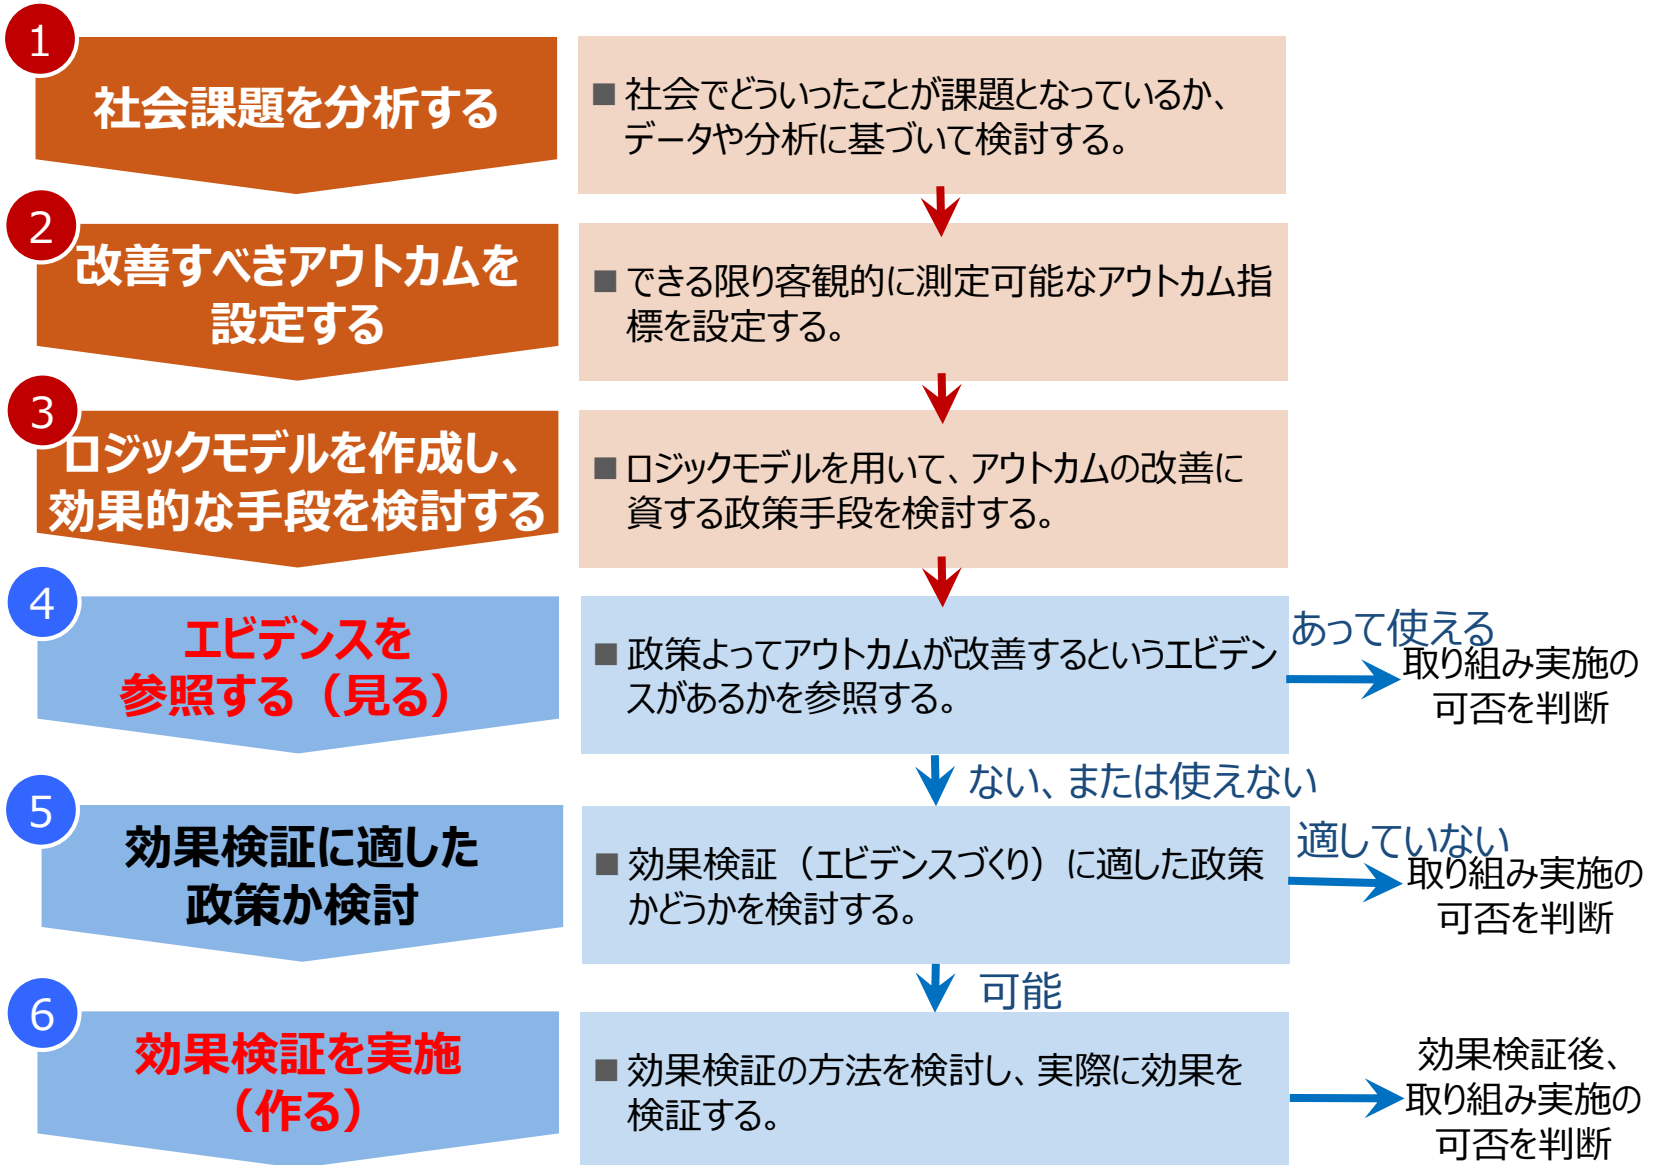 1
社会課題を分析する
■ 社会でどういったことが課題となっているか、
データや分析に基づいて検討する。
2
改善すべきアウトカムを
設定する
■ できる限り客観的に測定可能なアウトカム指
標を設定する。
3
ロジックモデルを作成し、
効果的な手段を検討する
■ ロジックモデルを用いて、アウトカムの改善に
資する政策手段を検討する。
4
エビデンスを
参照する（見る）
■ 政策よってアウトカムが改善するというエビデン
スがあるかを参照する。
あって使える
取り組み実施の
可否を判断
ない、または使えない
5
効果検証に適した
政策か検討
■ 効果検証（エビデンスづくり）に適した政策
かどうかを検討する。
適していない
取り組み実施の
可否を判断
可能
6
効果検証を実施
（作る）
■ 効果検証の方法を検討し、実際に効果を
検証する。
効果検証後、
取り組み実施の
可否を判断